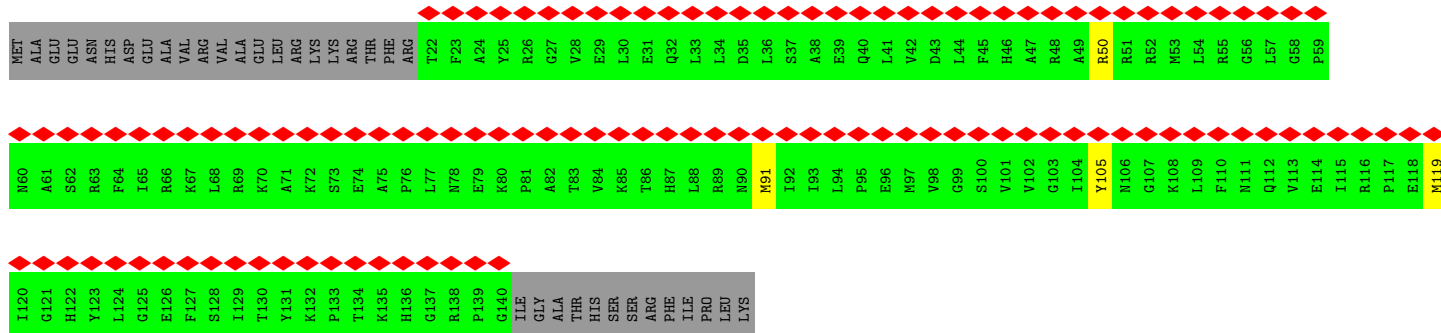 MET ALA GLU GLU ASN HIS ASP GLU ALA VAL ARG VAL ALA GLU LEU ARG LYS LYS ARG THR PHE ARG T22 F23 A24 Y25 R26 G27 V28 E29 L30 E31 Q32 L33 L34 D35 L36 S37 A38 E39 Q40 L41 V42 D43 L44 F45 H46 A47 R48 A49 R50 R51 R52 M53 L54 R55 G56 L57 G58 P59
N60 A61 S62 R63 F64 I65 R66 K67 L68 R69 K70 A71 K72 S73 E74 A75 P76 L77 N78 E79 K80 P81 A82 T83 V84 K85 T86 H87 L88 R89 N90 M91 I92 I93 L94 P95 E96 M97 V98 G99 S100 V101 V102 G103 I104 Y105 N106 G107 K108 L109 F110 N111 Q112 V113 E114 I115 R116 P117 E118 M119
I120 G121 H122 Y123 L124 G125 E126 F127 S128 I129 T130 Y131 K132 P133 T134 K135 H136 G137 R138 P139 G140 ILE GLY ALA THR HIS SER SER ARG PHE ILE PRO LEU LYS